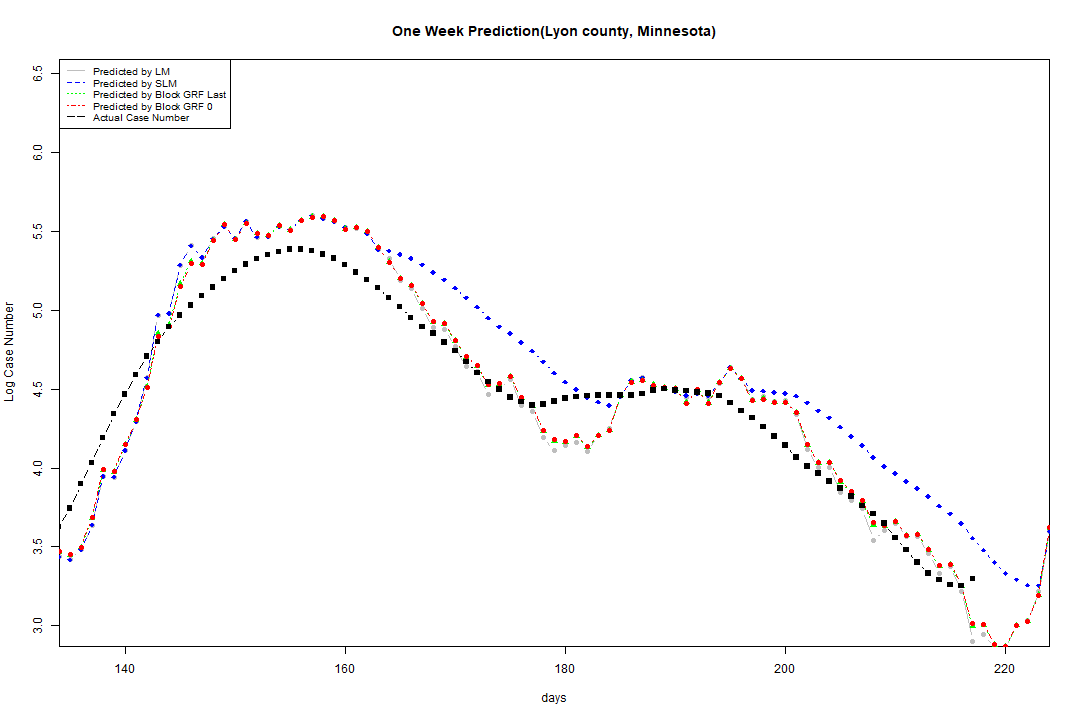 One Week Prediction(Lyon county, Minnesota)
Predicted by LM
Predicted by SLM
Predicted by Block GRF Last
Predicted by Block GRF 0
Actual Case Number
6.5
6.0
5.5
5.0
4.5
4.0
3.5
3.0
Log Case Number
140 160 180 200 220
days